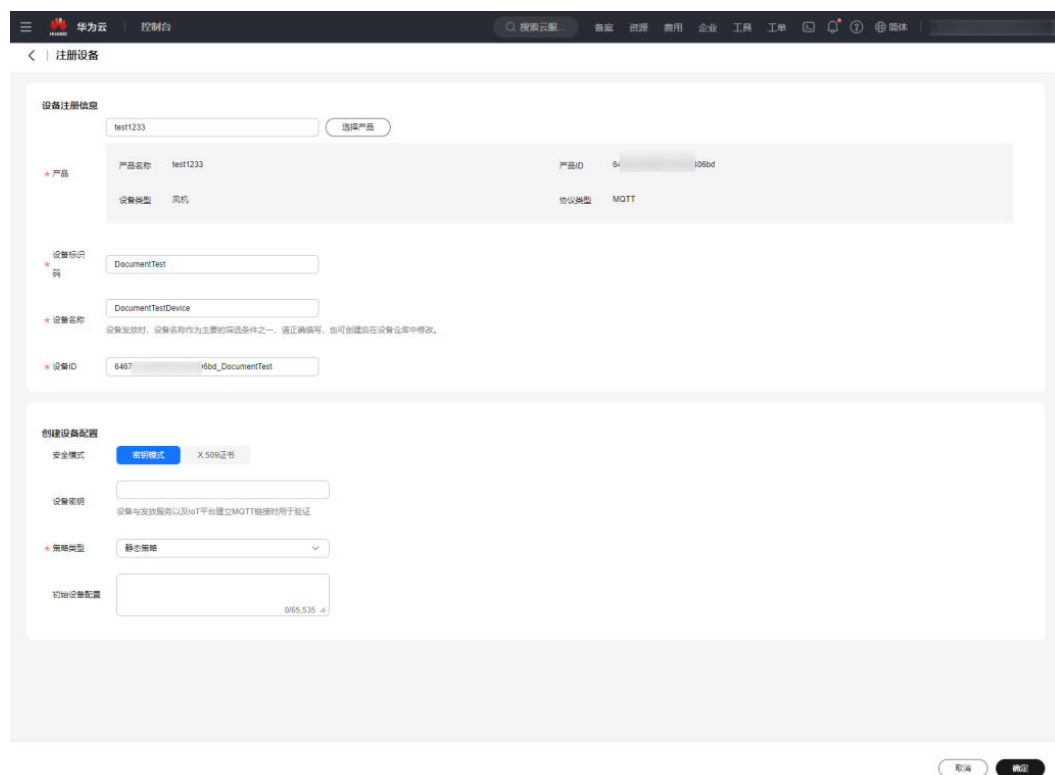 HUAWEI 华为云 控制台 搜索云服... 备案 资源 费用 企业 工具 工单 简体
注册设备
设备注册信息
test1233 选择产品
* 产品
产品名称 test1233 产品ID 64 406bd
设备类型 风机 协议类型 MQTT
* 设备标识码
DocumentTest
* 设备名称
DocumentTestDevice
设备发放时，设备名称作为主要的筛选条件之一，请正确填写，也可创建后在设备仓库中修改。
* 设备ID 6467 6bd_DocumentTest
创建设备配置
安全模式 密钥模式 X.509证书
设备密钥
设备与发放服务以及IoT平台建立MQTT链接时用于验证
* 策略类型 静态策略
初始设备配置
0/65,535
取消 确定